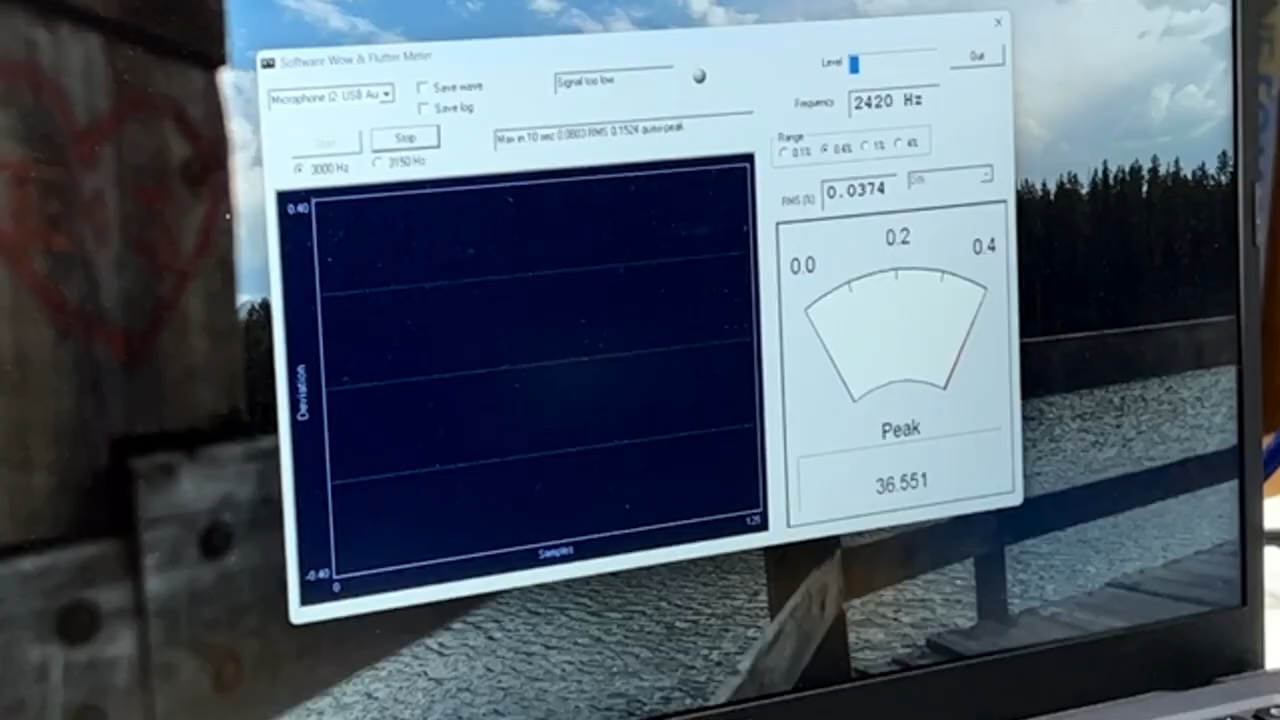 Software Wow & Flutter Meter
Microphone (2 USB Au
Save wave
Save log
Signal too low
Level
Out
Frequency
2420 Hz
Start
Stop
Max in 10 sec 0.0803 RMS 0.1524 quasi-peak
3000 Hz
3150 Hz
Range
0.1%
0.4%
1%
4%
RMS (%)
0.0374
0.40
Deviation
-0.40
0
Samples
125
0.0
0.2
0.4
Peak
36.551